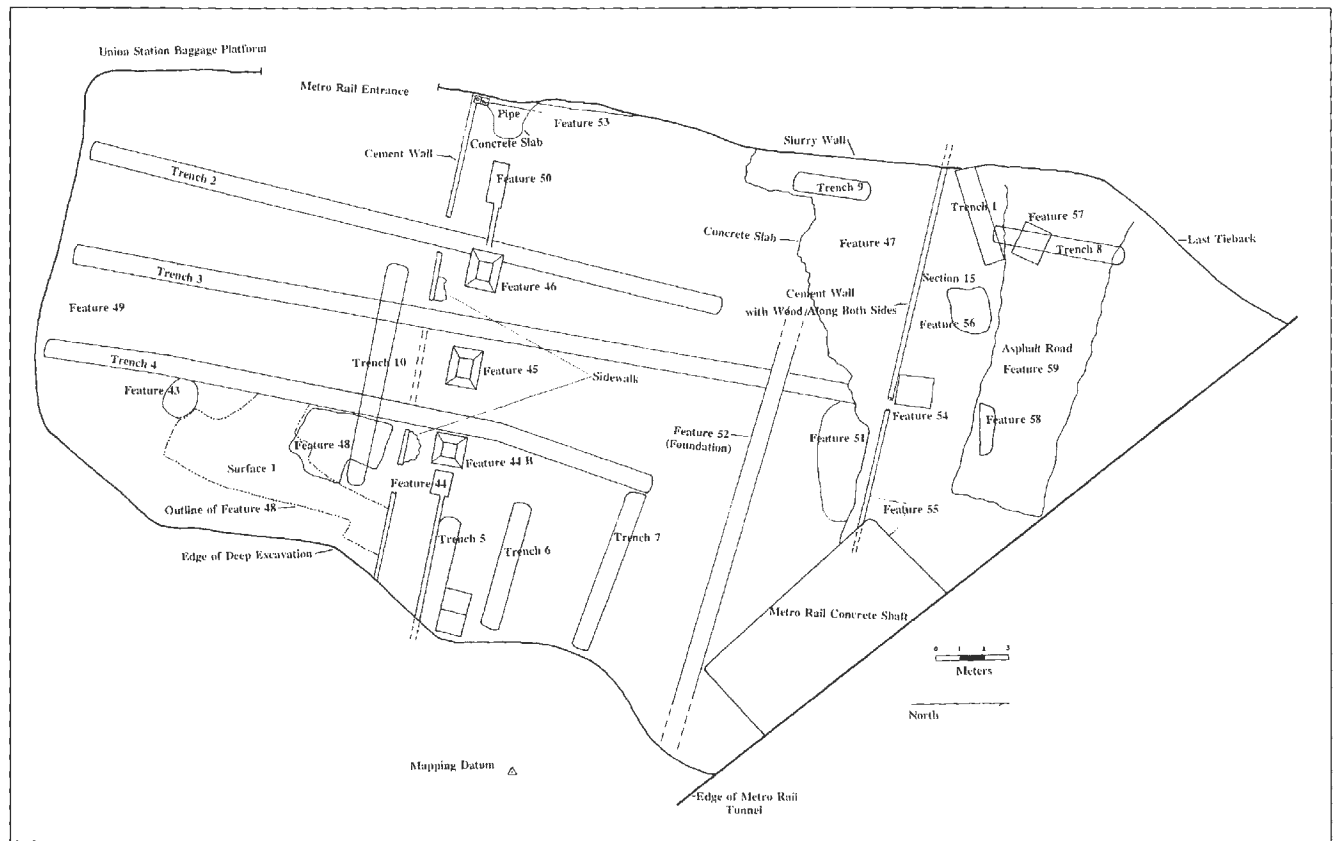 Union Station Baggage Platform
Metro Rail Entrance
Pipe
Feature 53
Concrete Slab
Cement Wall
Slurry Wall
Trench 2
Feature 50
Trench 9
Trench 1
Feature 57
Concrete Slab
Feature 47
Trench 8
Last Tieback
Trench 3
Feature 46
Section 15
Cement Wall
with Wood Along Both Sides
Feature 49
Feature 56
Trench 4
Trench 10
Asphalt Road
Feature 45
Sidewalk
Feature 59
Feature 43
Feature 54
Feature 58
Feature 52
(Foundation)
Feature 51
Feature 48
Surface 1
Feature 44 B
Feature 44
Outline of Feature 48
Feature 55
Edge of Deep Excavation
Trench 5
Trench 6
Trench 7
Metro Rail Concrete Shaft
0 1 2 3
Meters
North
Mapping Datum
Edge of Metro Rail
Tunnel